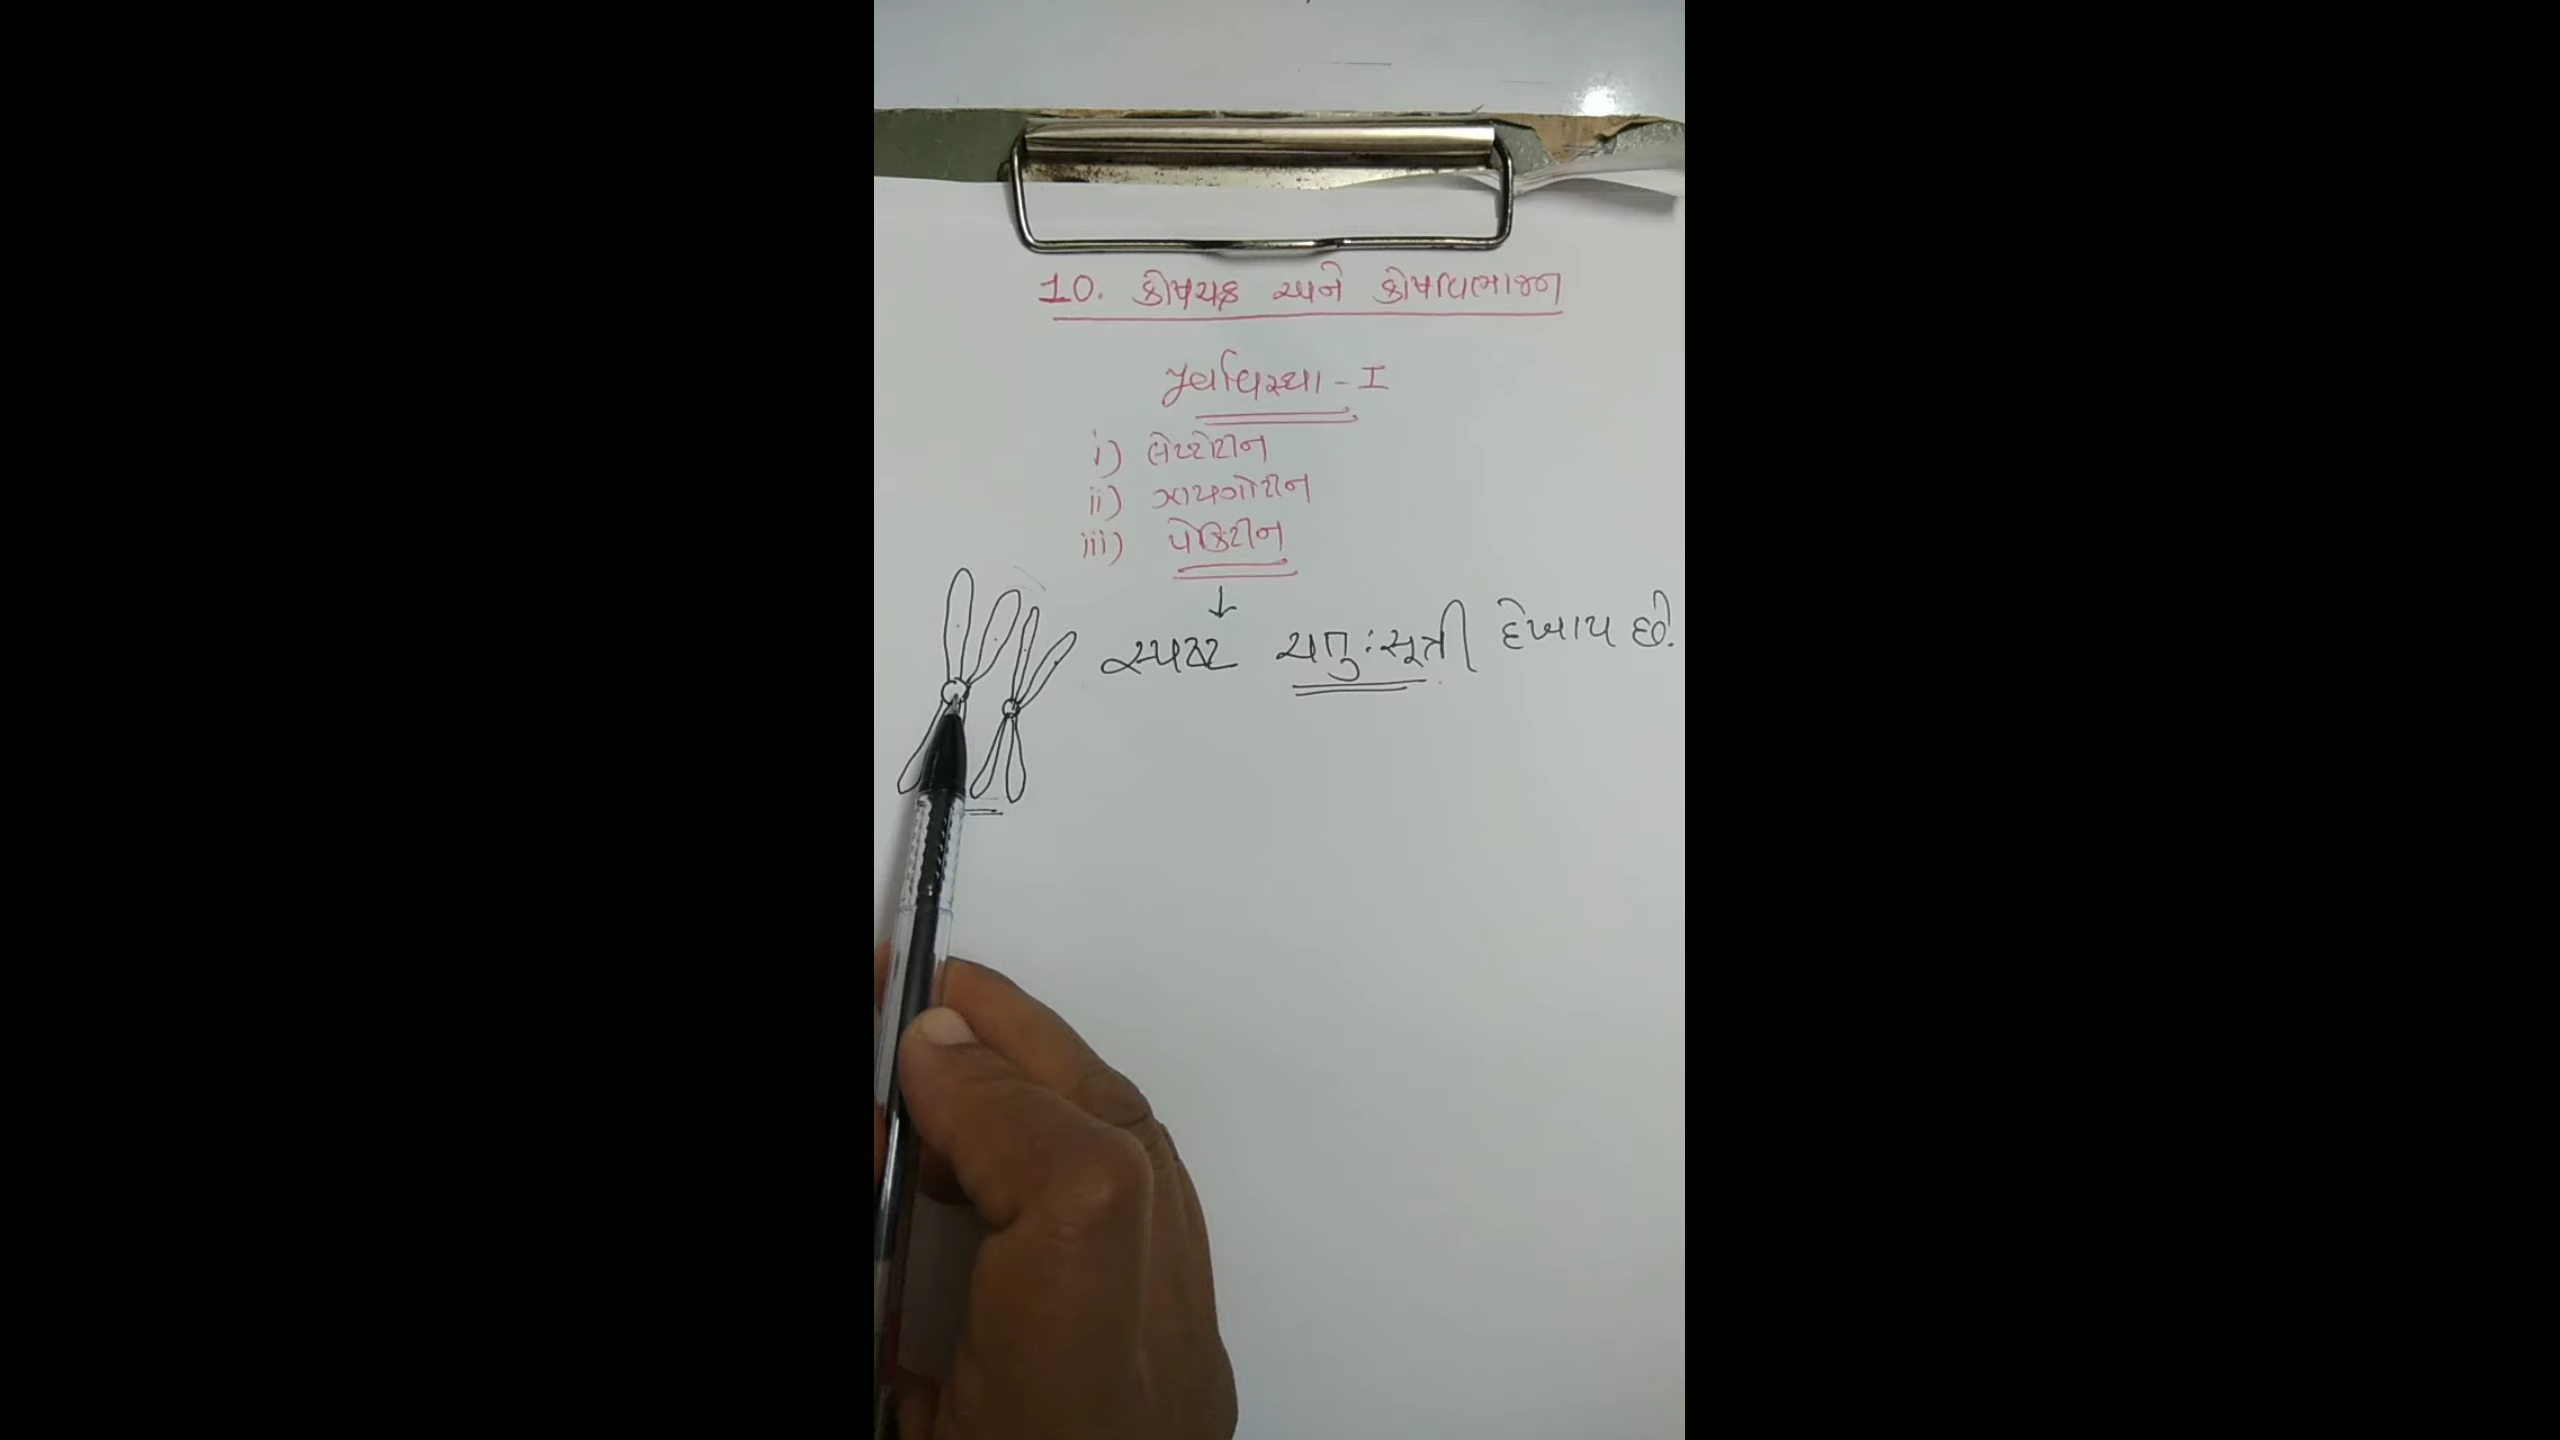 10. કોષચક્ર અને કોષવિભાજન
પૂર્વાવસ્થા - I
i) લેપ્ટોટીન
ii) ઝાયગોટીન
iii) પેકિટીન
↓
સ્પષ્ટ ચતુઃસૂત્રી દેખાય છે.